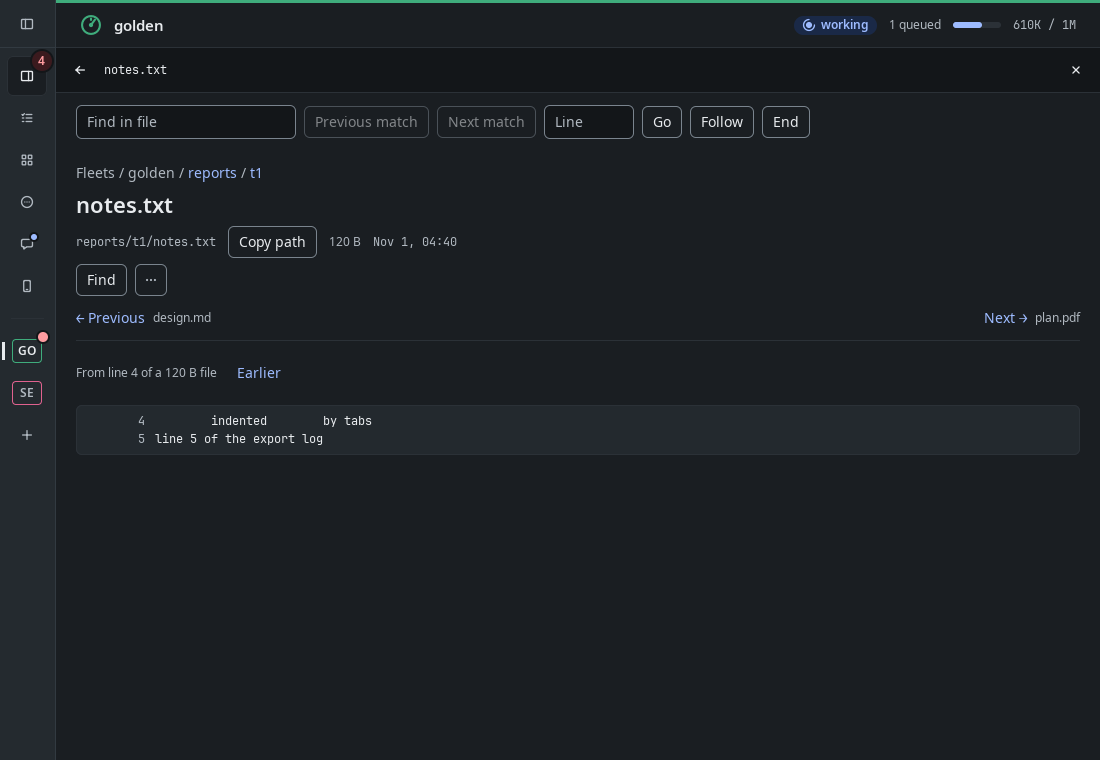 golden
working
1 queued
610K / 1M
4
notes.txt
Find in file
Previous match
Next match
Line
Go
Follow
End
Fleets / golden / reports / t1
notes.txt
reports/t1/notes.txt
Copy path
120 B
Nov 1, 04:40
Find
···
← Previous design.md
Next → plan.pdf
GO
SE
From line 4 of a 120 B file
Earlier
4 indented by tabs
5 line 5 of the export log